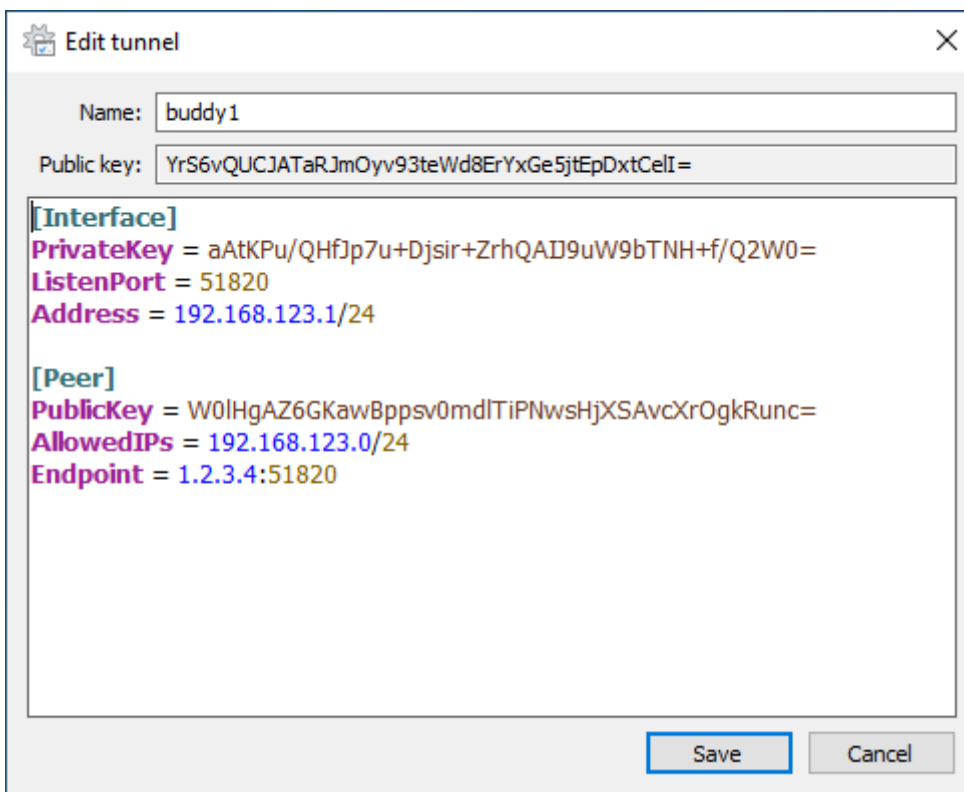 Edit tunnel
Name: buddy1
Public key: YrS6vQUCJATaRJmOyv93teWd8ErYxGe5jtEpDxtCelI=
[Interface]
PrivateKey = aAtKPu/QHfJp7u+Djsir+ZrhQAIJ9uW9bTNH+f/Q2W0=
ListenPort = 51820
Address = 192.168.123.1/24
[Peer]
PublicKey = W0lHgAZ6GKawBppsv0mdlTiPNwsHjXSAvcXrOgkRunc=
AllowedIPs = 192.168.123.0/24
Endpoint = 1.2.3.4:51820
Save Cancel